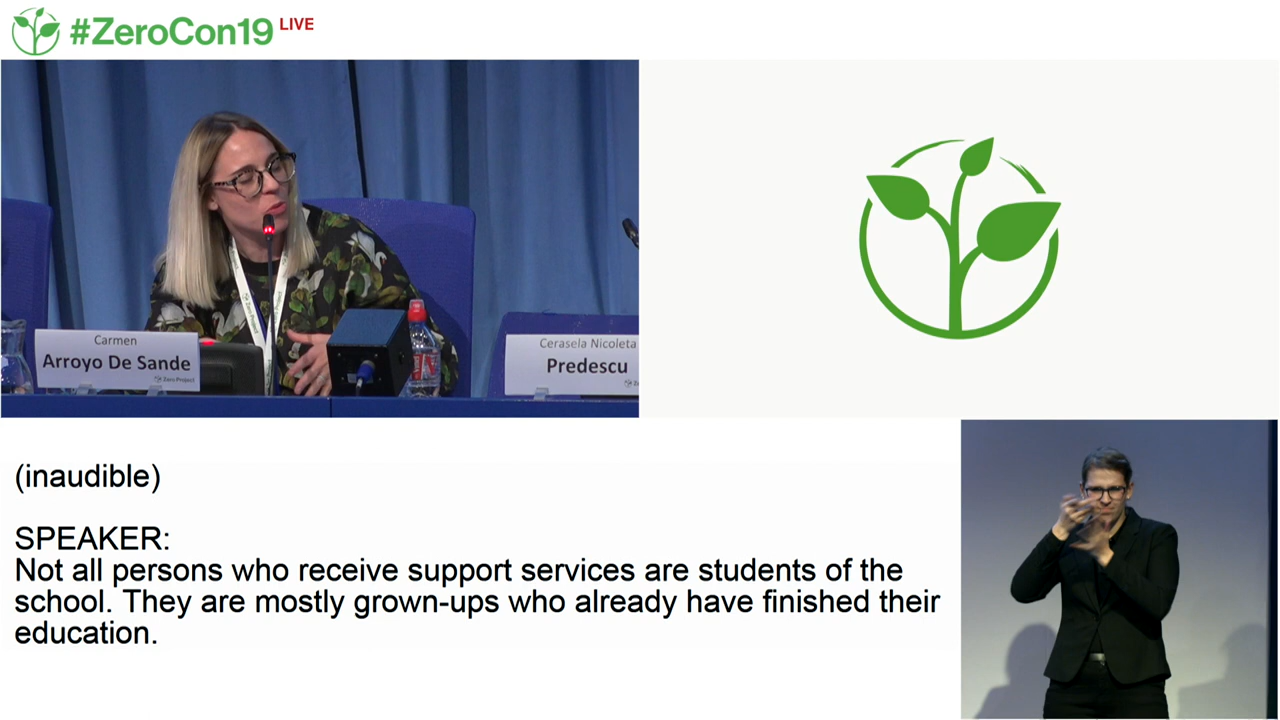 #ZeroCon19 LIVE
Carmen
Arroyo De Sande
Zero Project
Cerasela Nicoleta
Predescu
(inaudible)
SPEAKER:
Not all persons who receive support services are students of the
school. They are mostly grown-ups who already have finished their
education.